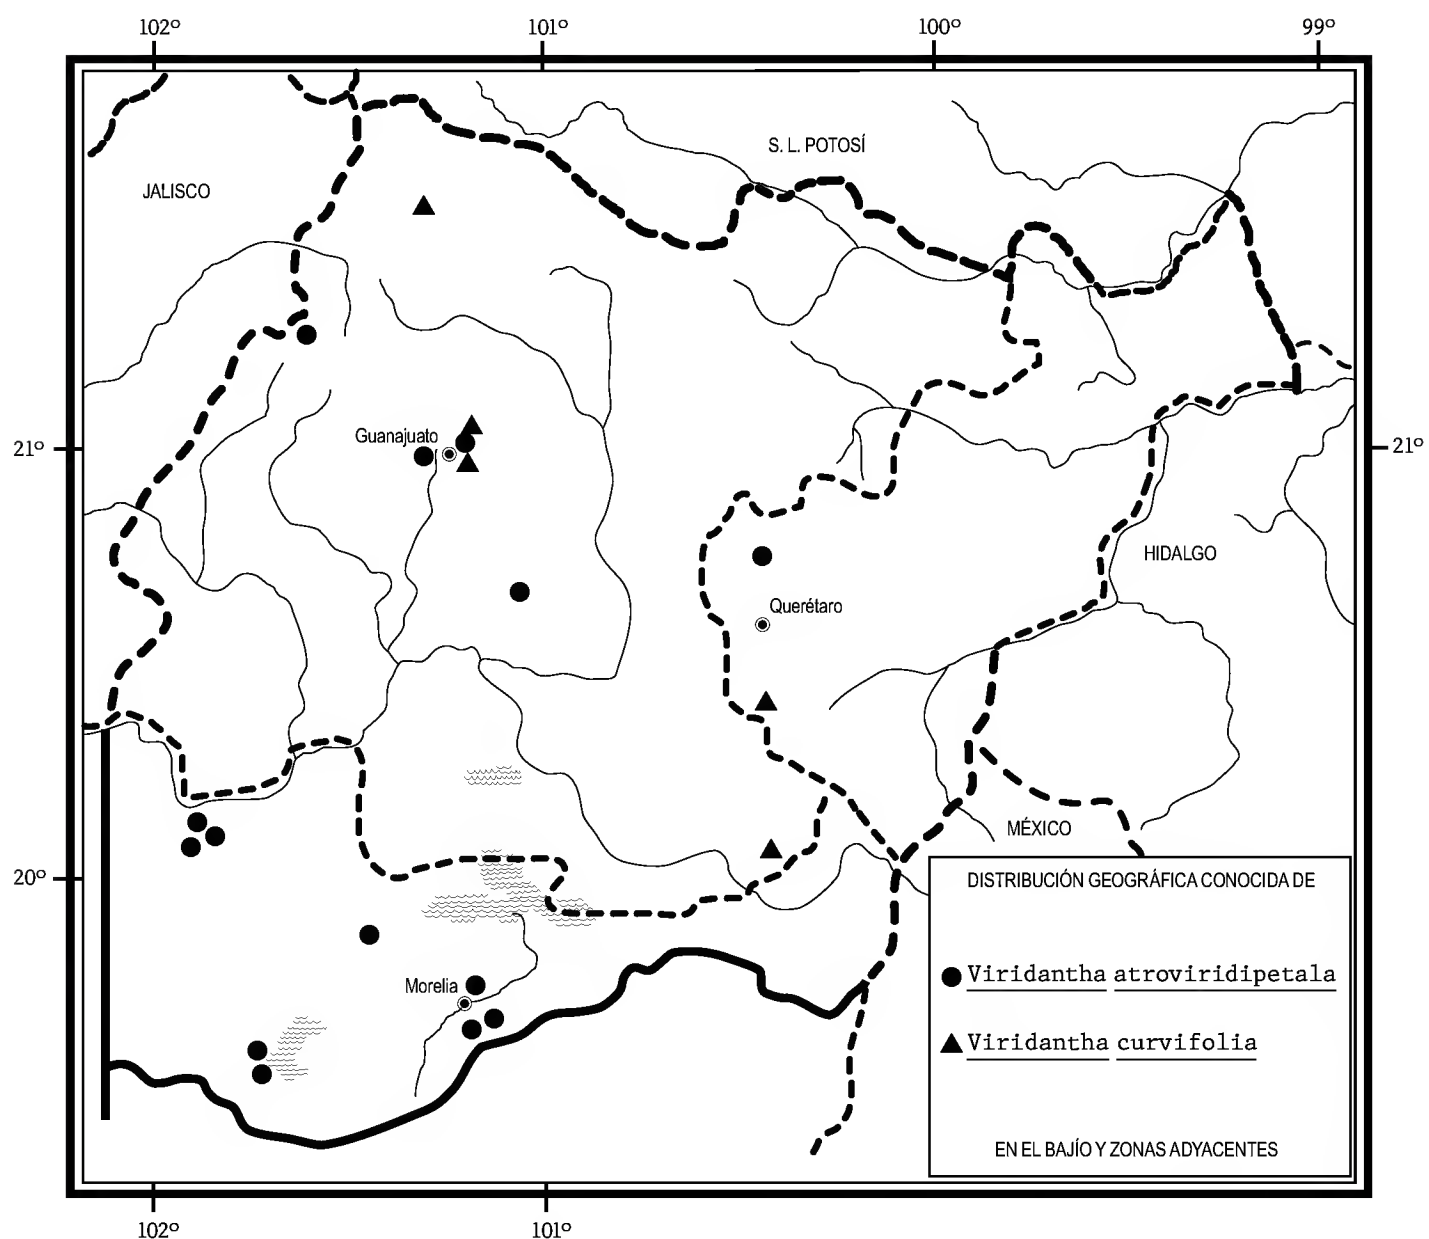 102º 101º 100º 99º
S. L. POTOSÍ
JALISCO
Guanajuato
21º 21º
HIDALGO
Querétaro
MÉXICO
20º
DISTRIBUCIÓN GEOGRÁFICA CONOCIDA DE
Viridantha atroviridipetala
Morelia
Viridantha curvifolia
EN EL BAJÍO Y ZONAS ADYACENTES
102º 101º